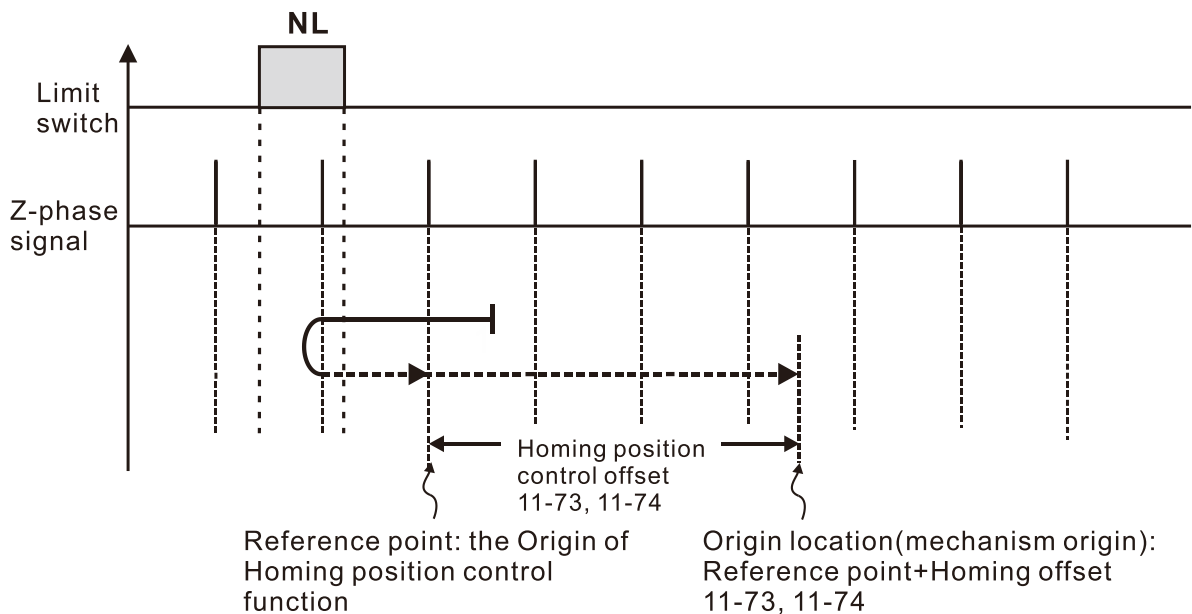 NL
Limit
switch
Z-phase
signal
Homing position
control offset
11-73, 11-74
Reference point: the Origin of
Homing position control
function
Origin location(mechanism origin):
Reference point+Homing offset
11-73, 11-74